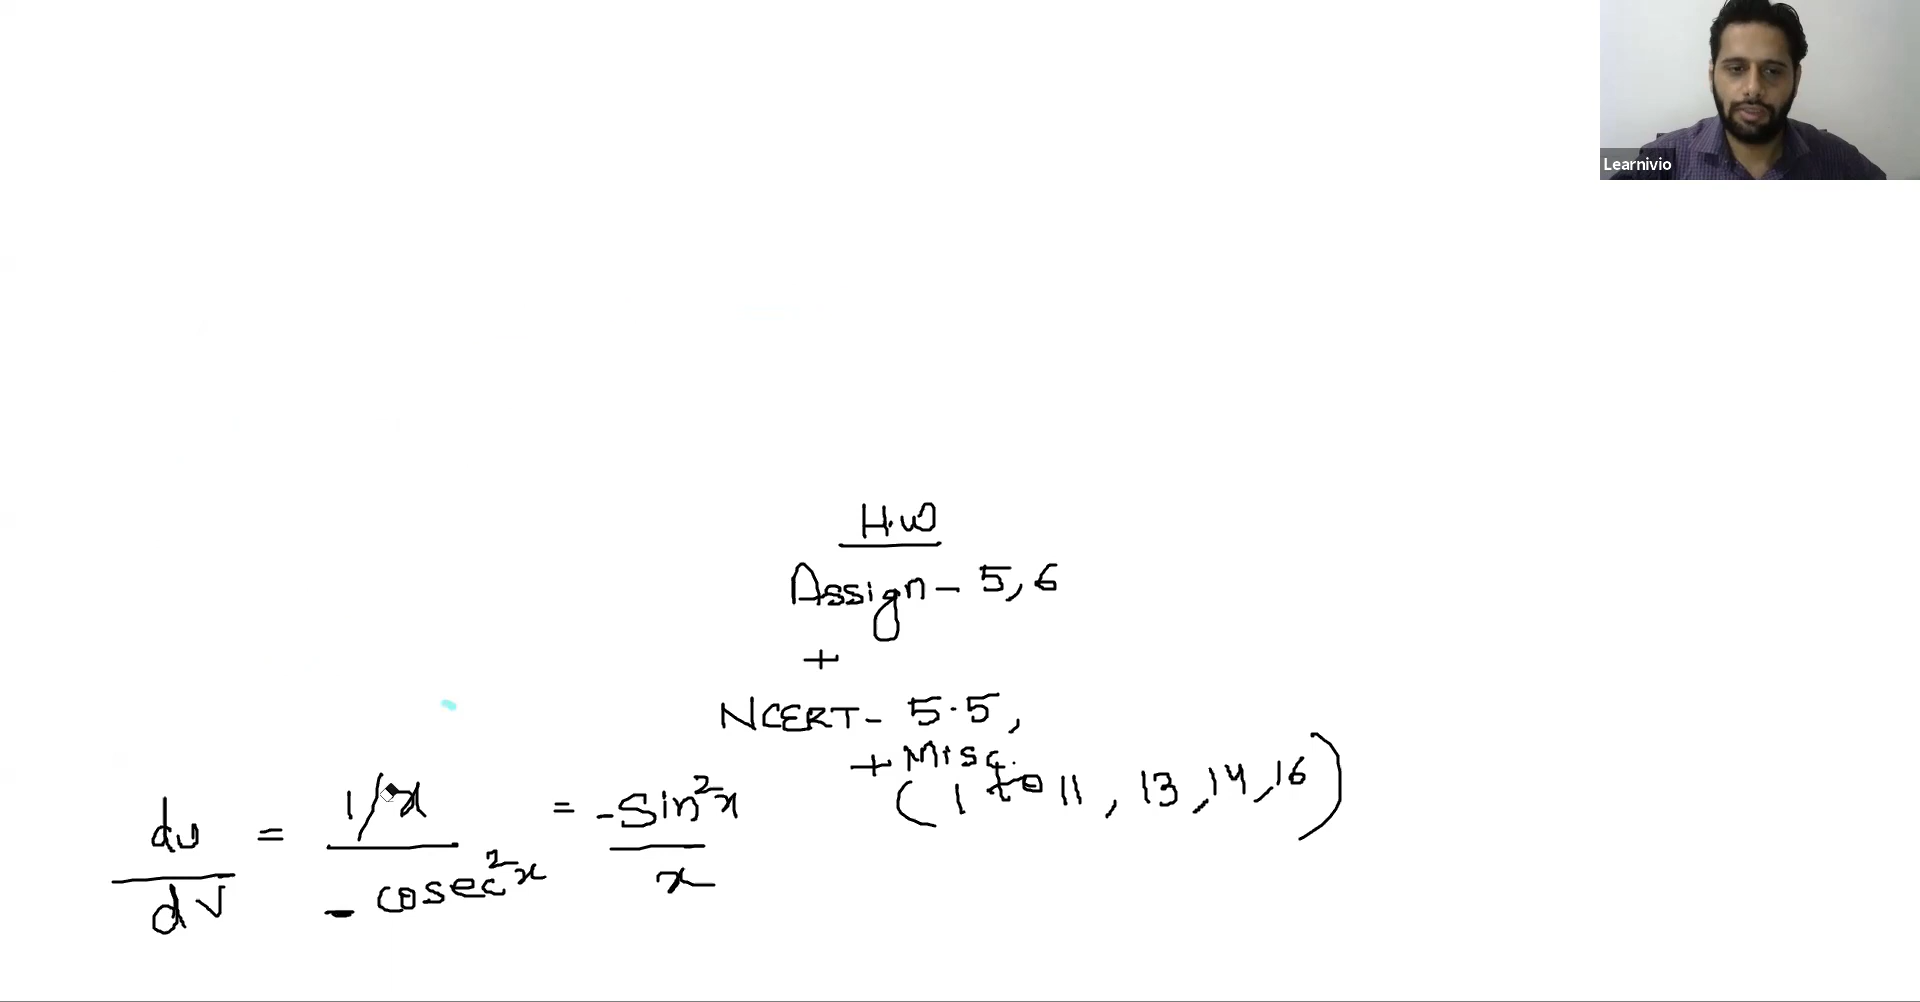 Learnivio
H.W
Assign - 5, 6
+
NCERT - 5.5,
+ Misc.
( 1 to 11, 13, 14, 16 )
du/dv = (1/x)/(-cosec²x) = -sin²x/x